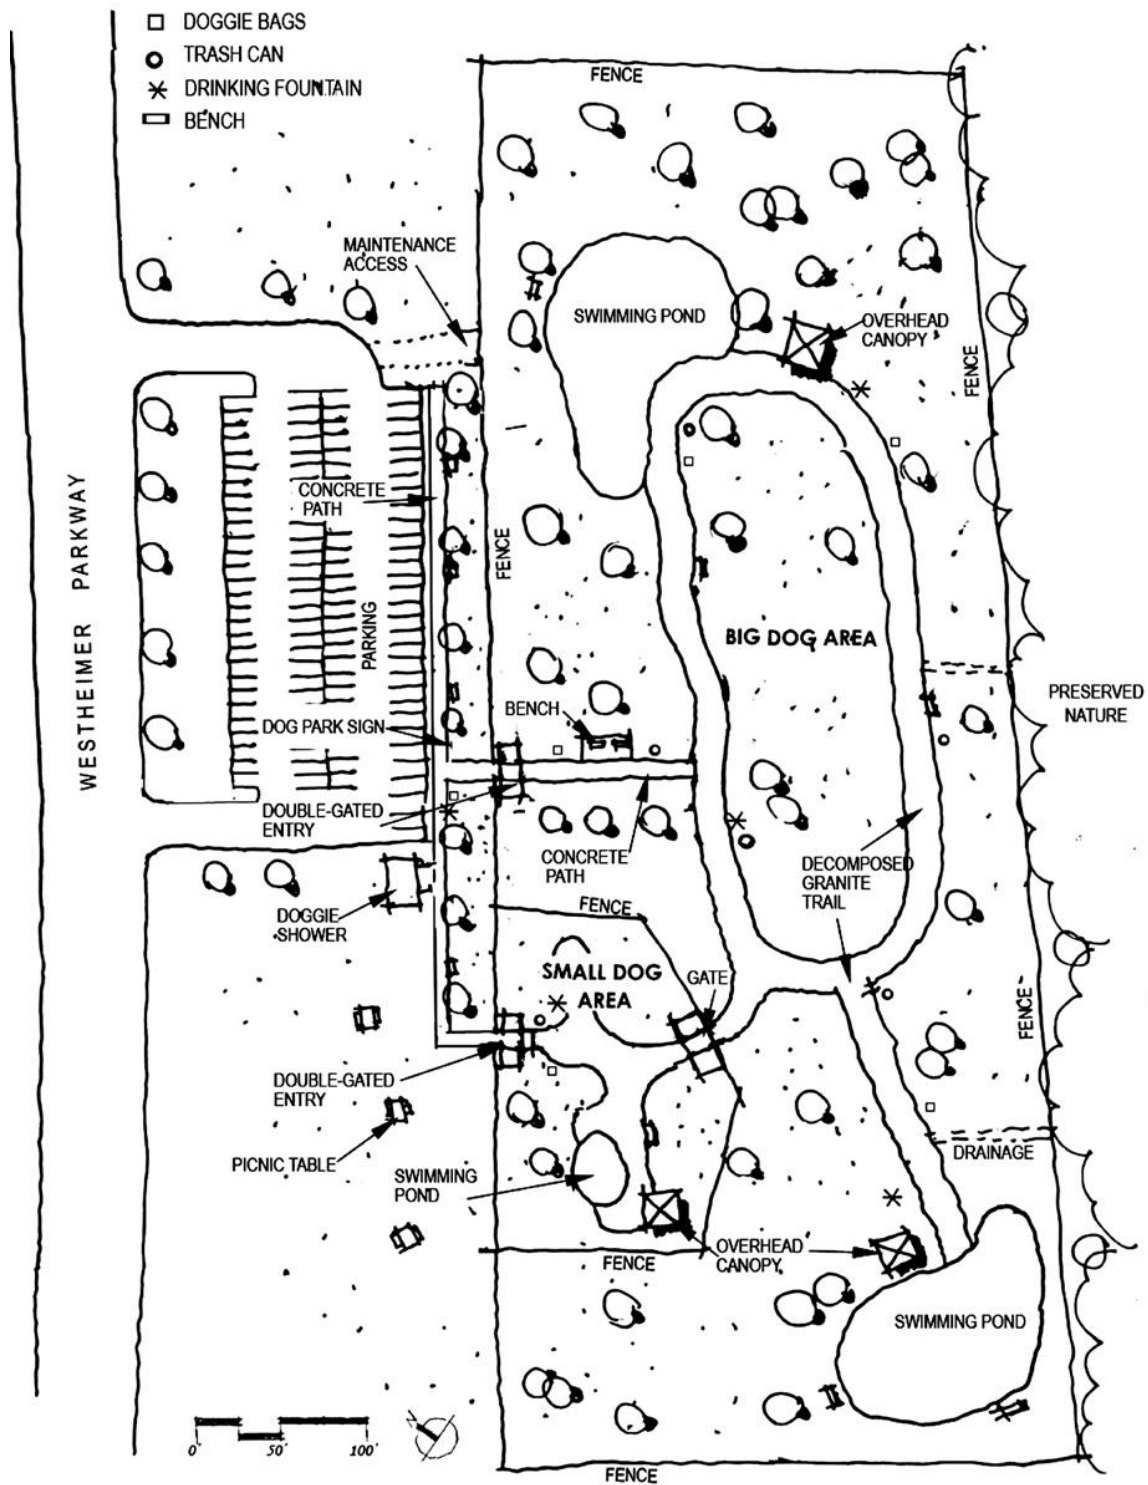 DOGGIE BAGS
TRASH CAN
DRINKING FOUNTAIN
BENCH
FENCE
MAINTENANCE
ACCESS
SWIMMING POND
OVERHEAD
CANOPY
FENCE
CONCRETE
PATH
WESTHEIMER PARKWAY
FENCE
PARKING
BIG DOG AREA
PRESERVED
NATURE
BENCH
DOG PARK SIGN
DOUBLE-GATED
ENTRY
CONCRETE
PATH
DECOMPOSED
GRANITE
TRAIL
DOGGIE
SHOWER
FENCE
SMALL DOG
AREA
GATE
FENCE
DOUBLE-GATED
ENTRY
PICNIC TABLE
SWIMMING
POND
DRAINAGE
OVERHEAD
CANOPY
FENCE
SWIMMING POND
0' 50' 100'
N
FENCE